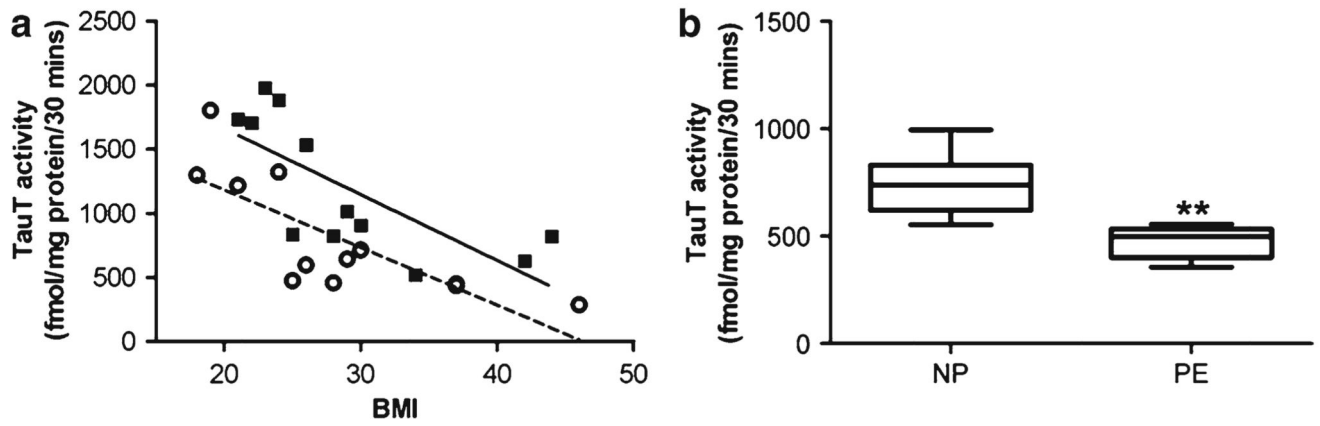 a
TauT activity
(fmol/mg protein/30 mins)
2500
2000
1500
1000
500
0
20 30 40 50
BMI
b
TauT activity
(fmol/mg protein/30 mins)
1500
1000
500
0
**
NP PE